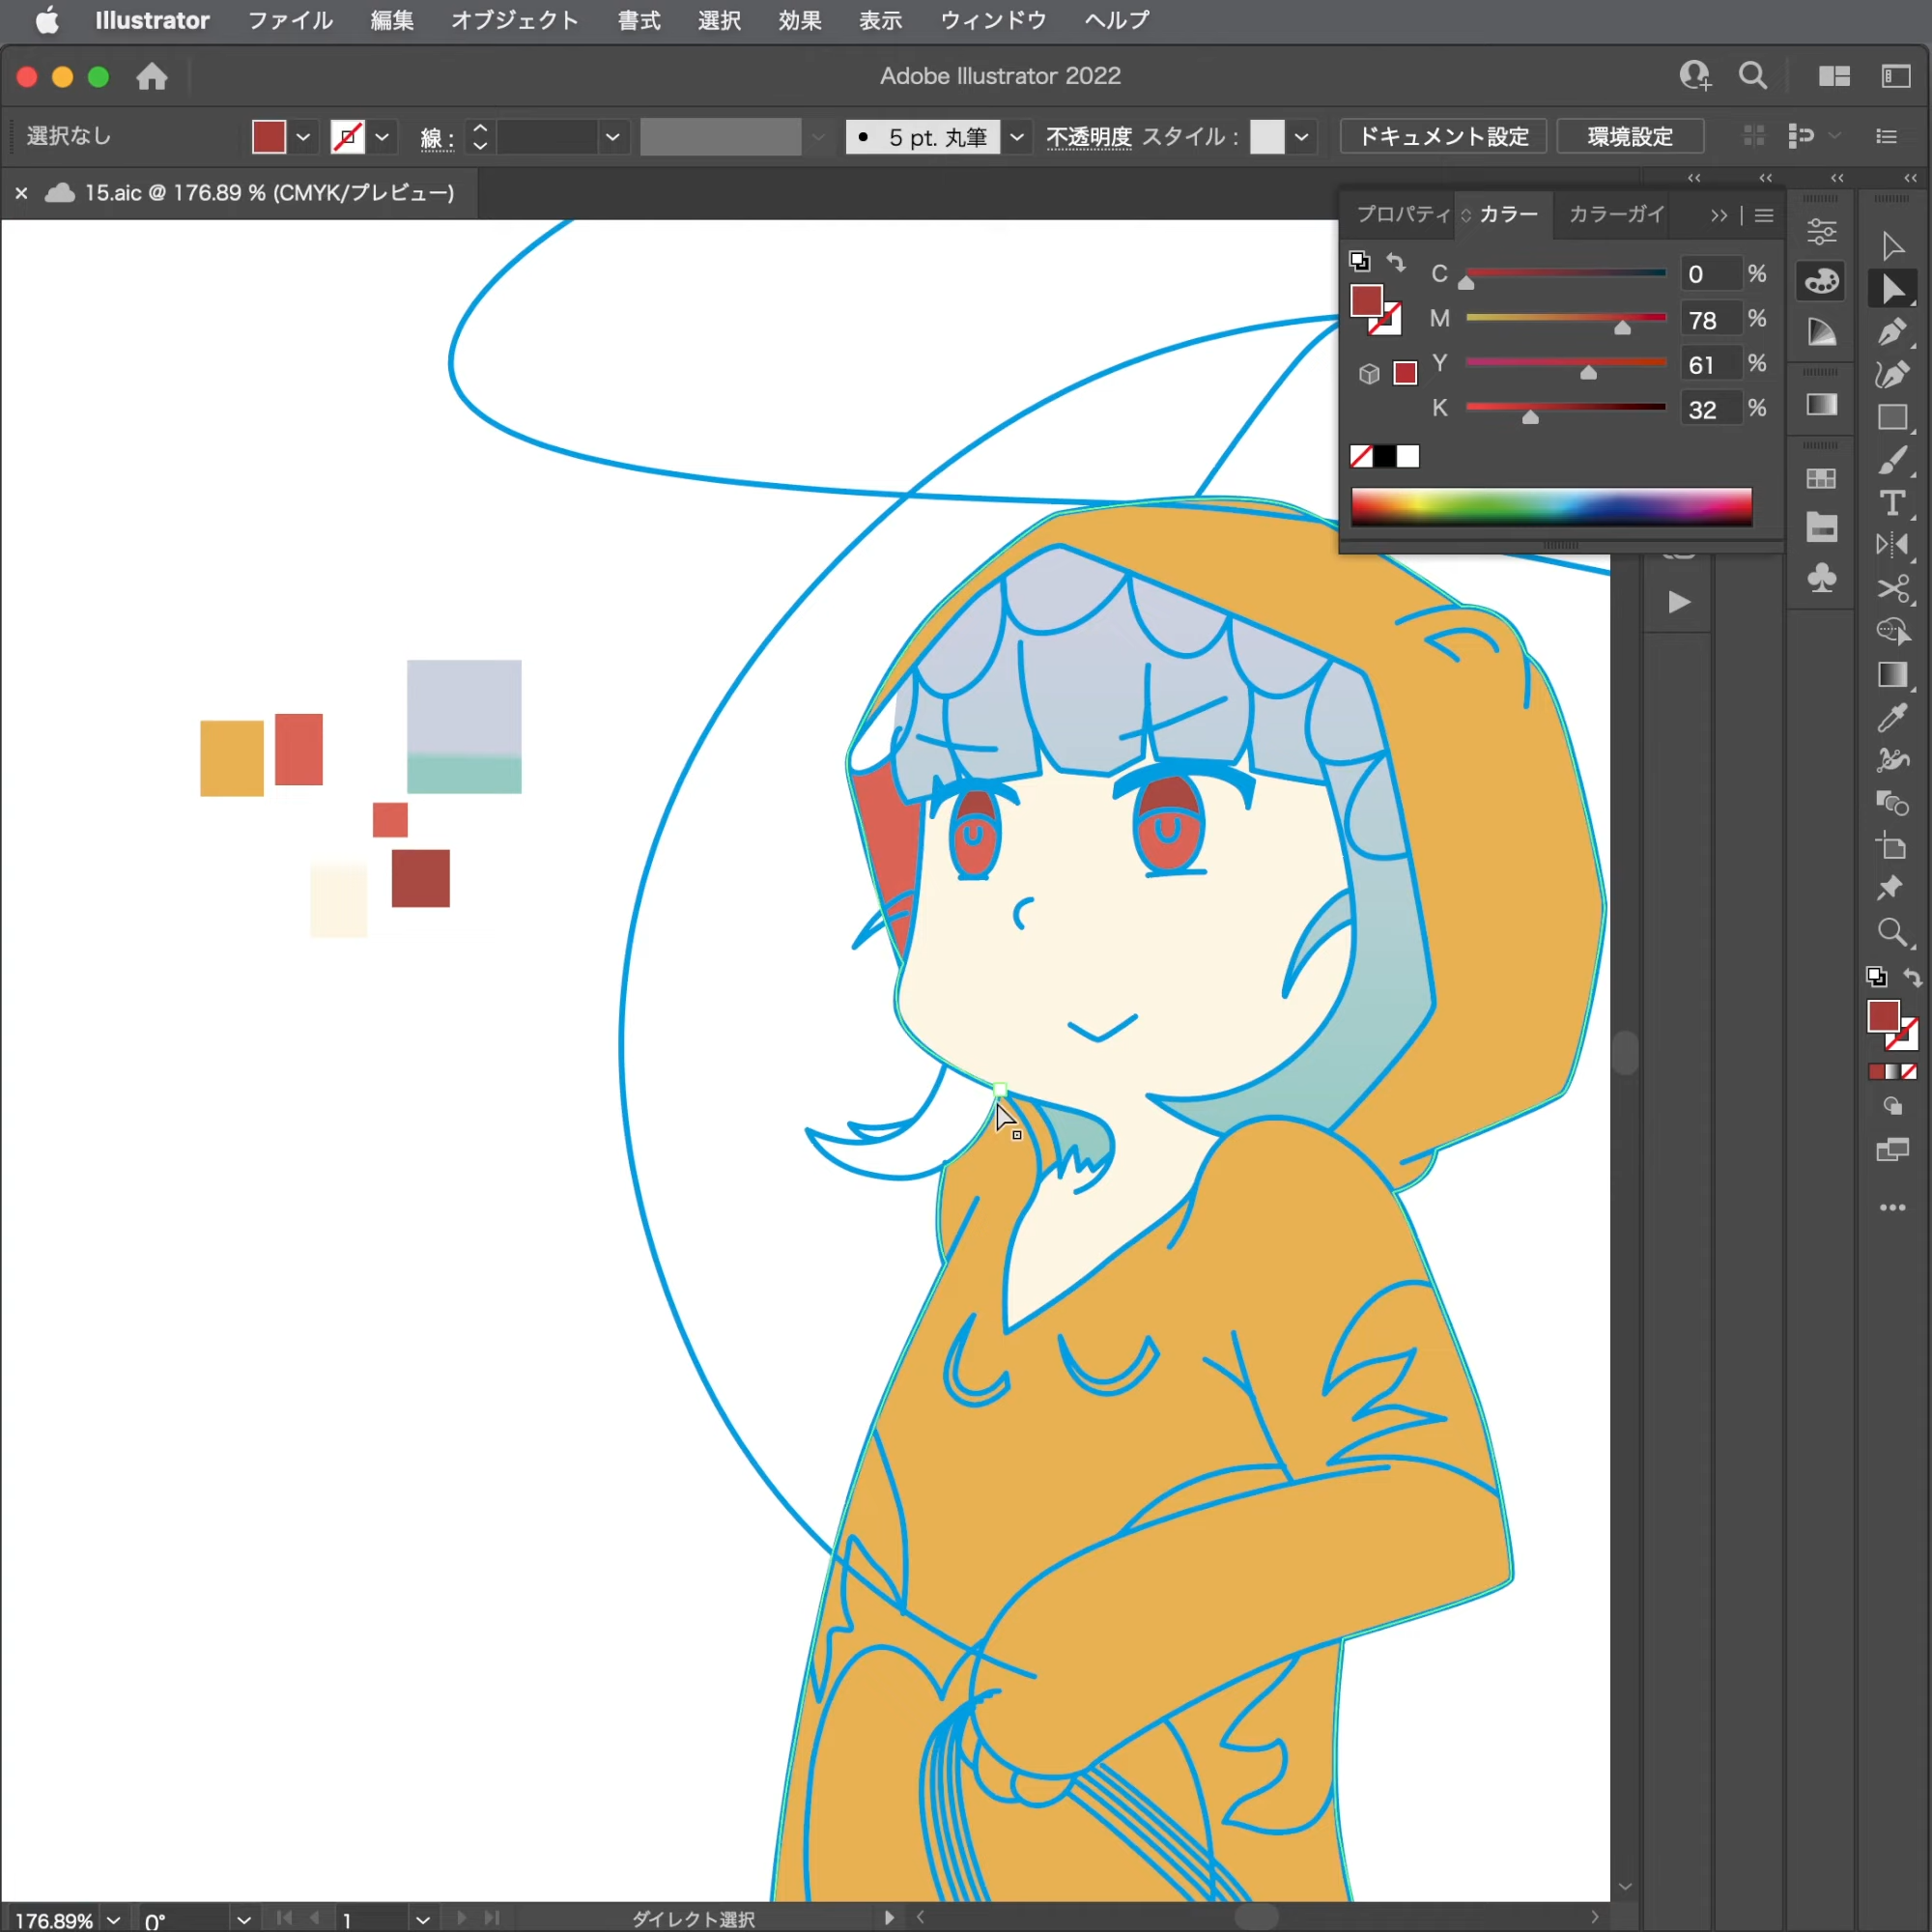 Illustrator ファイル 編集 オブジェクト 書式 選択 効果 表示 ウィンドウ ヘルプ
Adobe Illustrator 2022
選択なし 線 : 5 pt. 丸筆 不透明度 スタイル : ドキュメント設定 環境設定
× 15.aic @ 176.89 % (CMYK/プレビュー)
プロパティ カラー カラーガイ
C 0 %
M 78 %
Y 61 %
K 32 %
176.89% 0° 1 ダイレクト選択